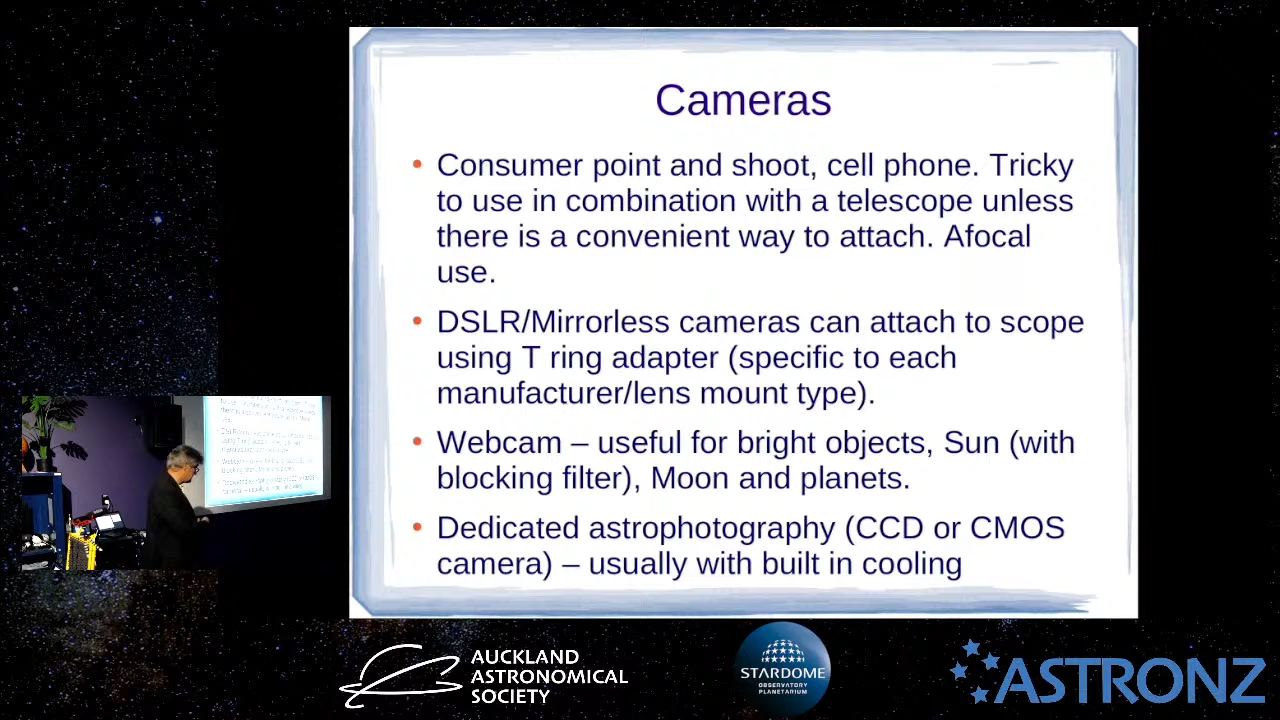 Cameras
• Consumer point and shoot, cell phone. Tricky
to use in combination with a telescope unless
there is a convenient way to attach. Afocal
use.
• DSLR/Mirrorless cameras can attach to scope
using T ring adapter (specific to each
manufacturer/lens mount type).
• Webcam – useful for bright objects, Sun (with
blocking filter), Moon and planets.
• Dedicated astrophotography (CCD or CMOS
camera) – usually with built in cooling
AUCKLAND
ASTRONOMICAL
SOCIETY
STARDOME
OBSERVATORY
PLANETARIUM
ASTRONZ